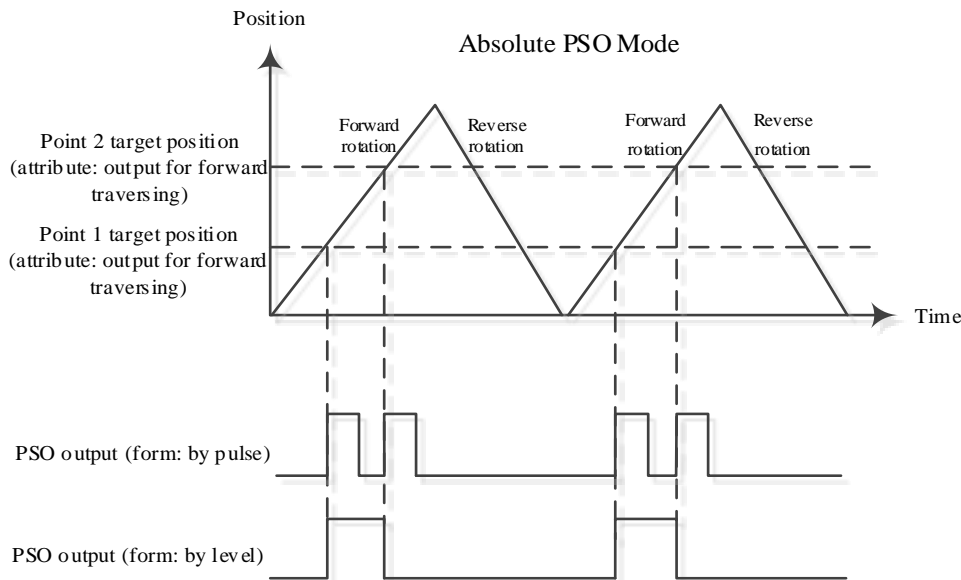 Position
Absolute PSO Mode
Point 2 target position
(attribute: output for forward
traversing)
Forward
rotation
Reverse
rotation
Forward
rotation
Reverse
rotation
Point 1 target position
(attribute: output for forward
traversing)
Time
PSO output (form: by pulse)
PSO output (form: by level)